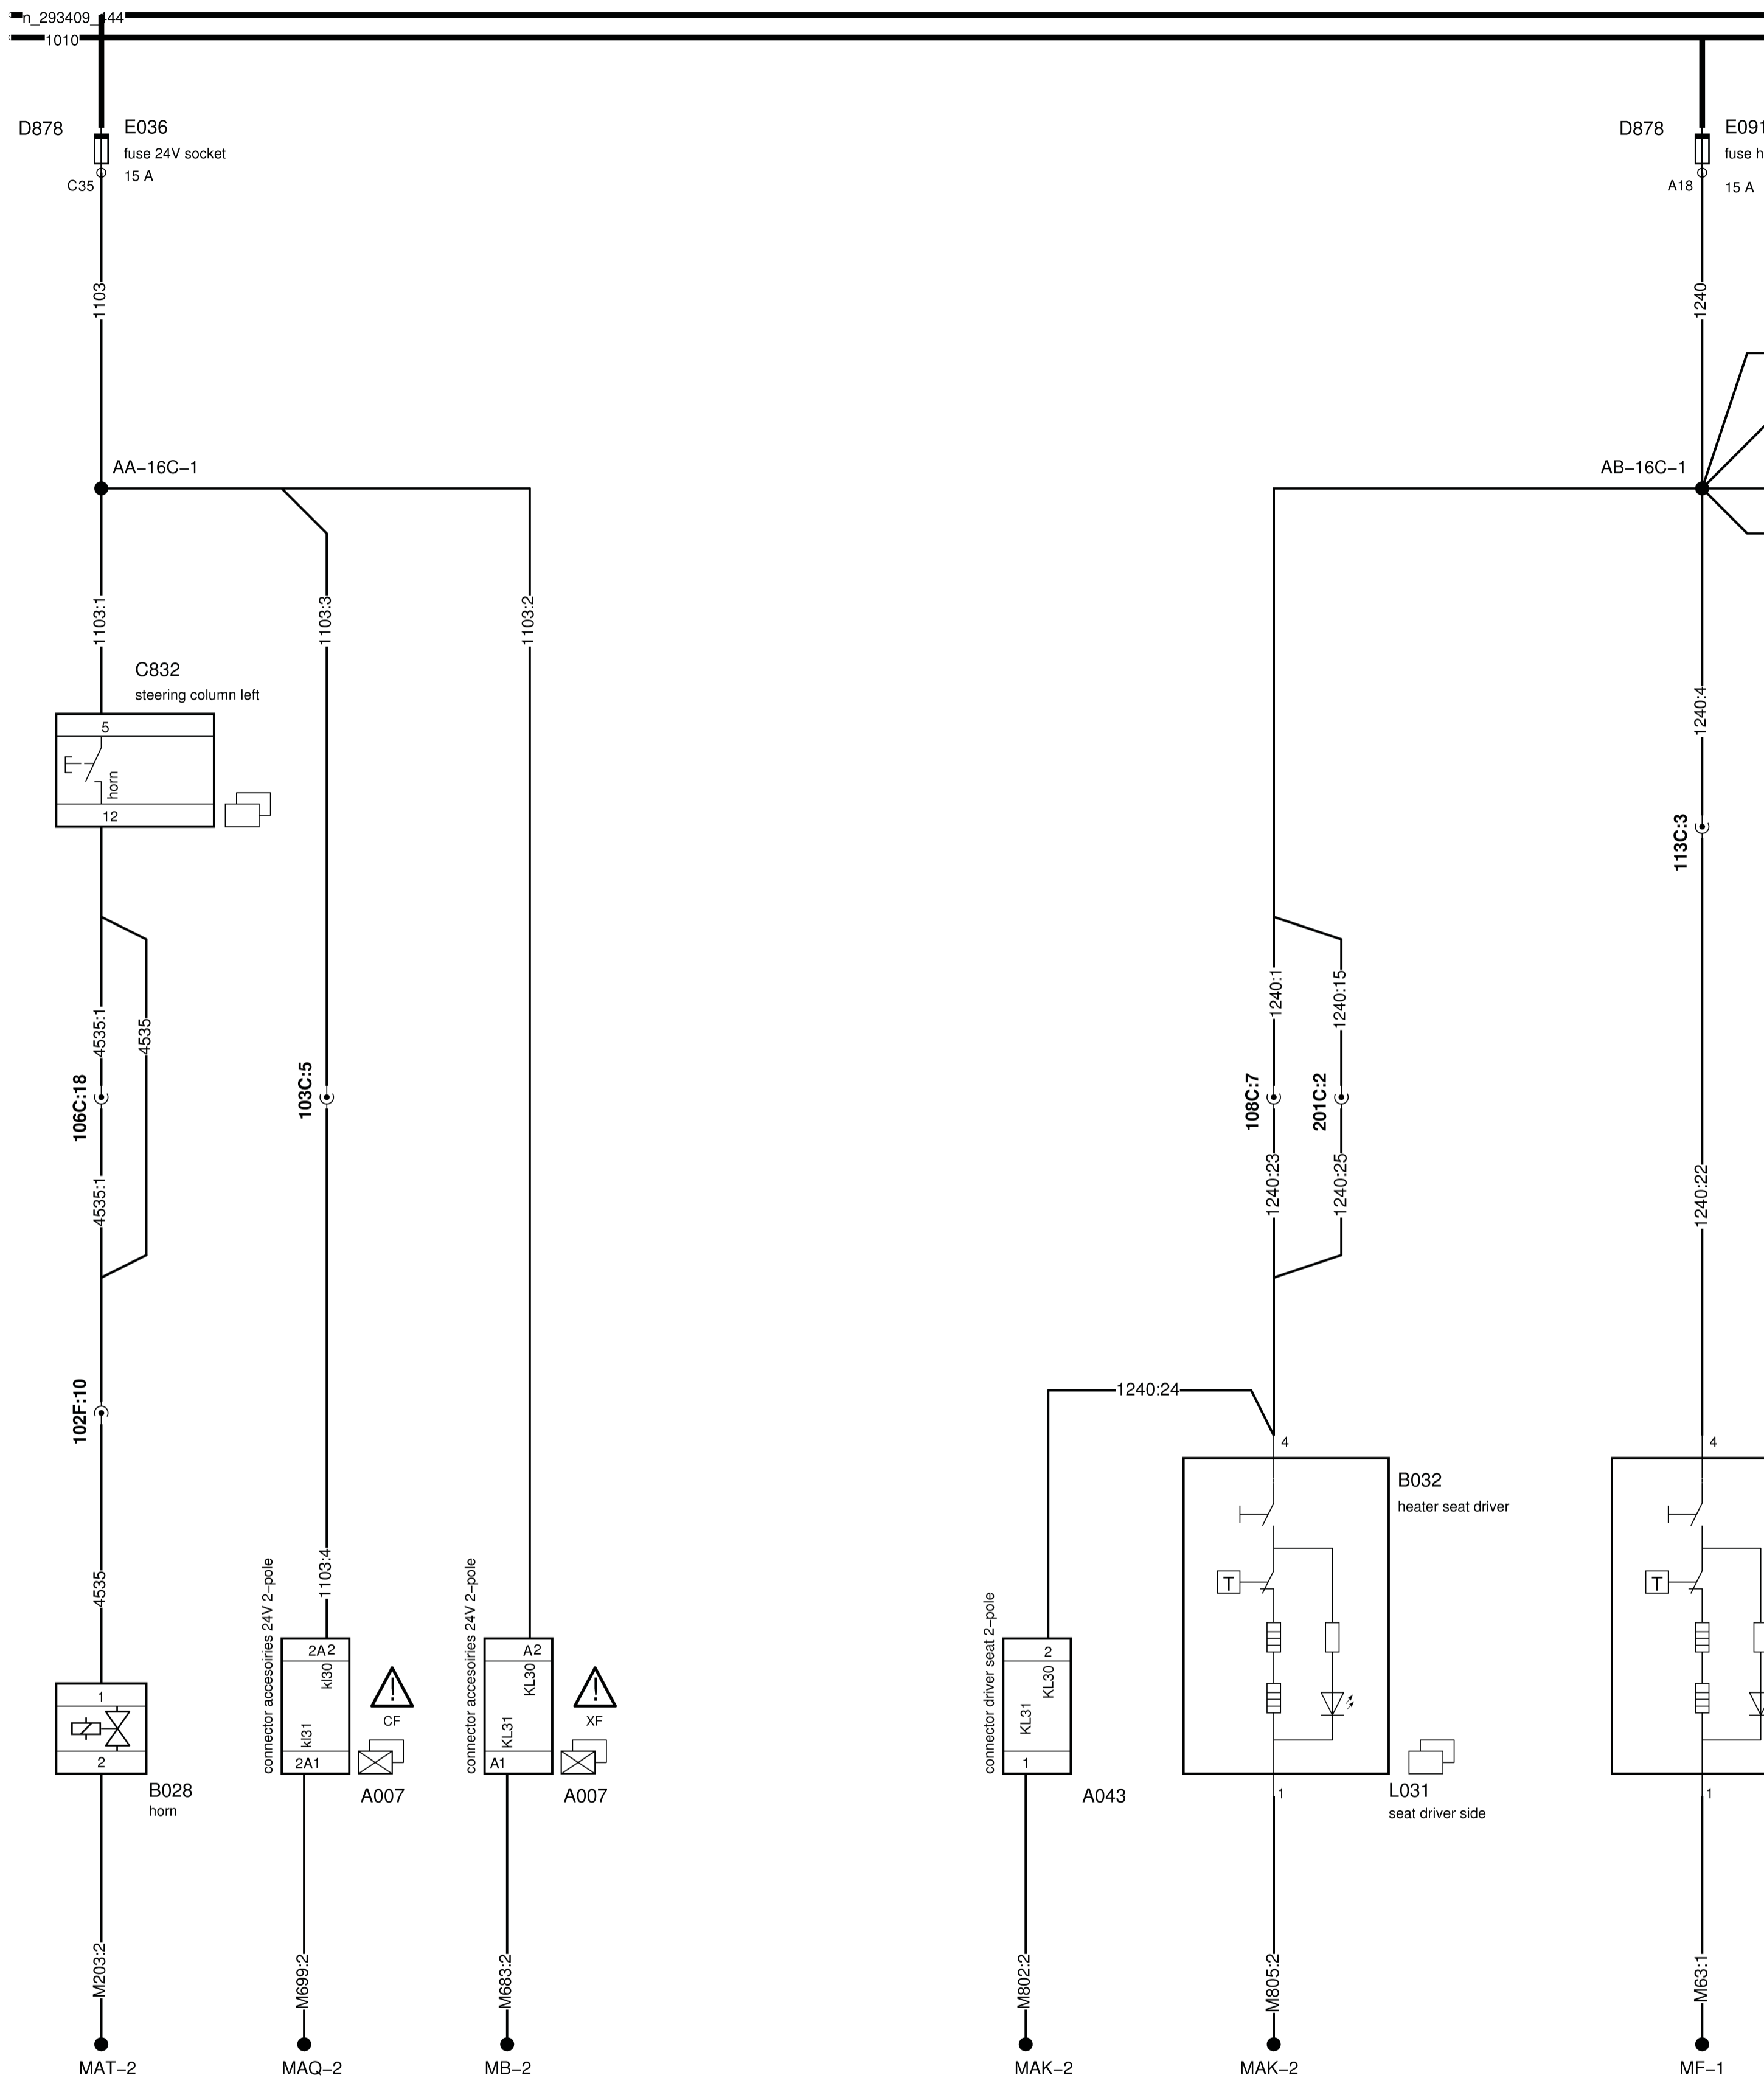 n_293409_444
1010
D878
E036
fuse 24V socket
15 A
C35
D878
E091
fuse h
15 A
A18
1103
1240
AA–16C–1
AB–16C–1
1103:1
1103:3
1103:2
1240:4
C832
steering column left
5
horn
12
113C:3
4535:1
4535
1240:1
1240:15
106C:18
103C:5
108C:7
201C:2
4535:1
1240:23
1240:25
1240:22
102F:10
1240:24
4
4
B032
heater seat driver
4535
1103:4
connector accesoiries 24V 2–pole
connector accesoiries 24V 2–pole
connector driver seat 2–pole
T
T
2A2
kl30
kl31
2A1
CF
A007
A2
KL30
KL31
A1
XF
A007
2
KL30
KL31
1
A043
1
2
B028
horn
1
L031
seat driver side
1
M203:2
M699:2
M683:2
M802:2
M805:2
M63:1
MAT–2
MAQ–2
MB–2
MAK–2
MAK–2
MF–1